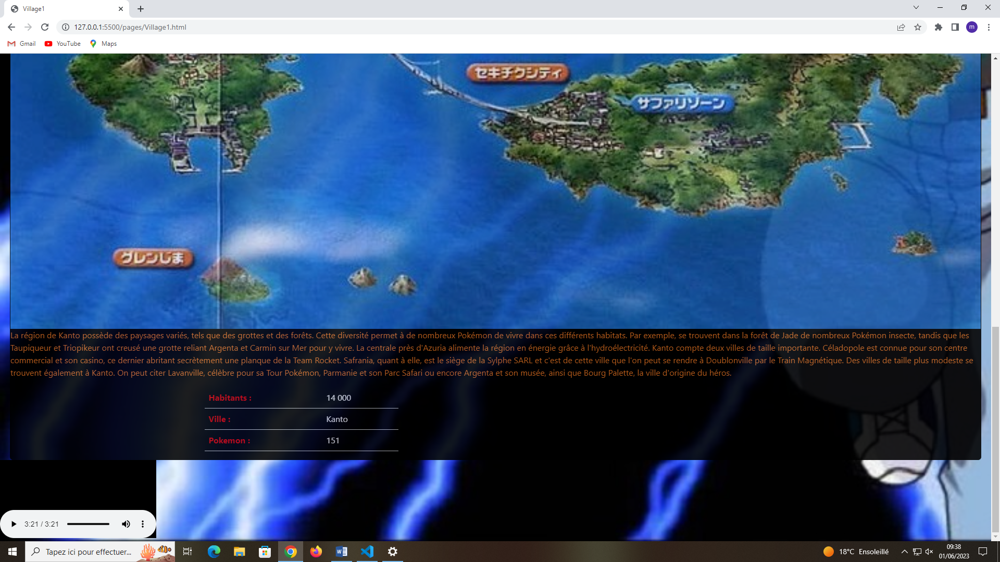 Village1
127.0.0.1:5500/pages/Village1.html
m
Gmail YouTube Maps
セキチクシティ
サファリゾーン
グレンじま
La région de Kanto possède des paysages variés, tels que des grottes et des forêts. Cette diversité permet à de nombreux Pokémon de vivre dans ces différents habitats. Par exemple, se trouvent dans la forêt de Jade de nombreux Pokémon insecte, tandis que les
Taupiqueur et Triopikeur ont creusé une grotte reliant Argenta et Carmin sur Mer pour y vivre. La centrale près d'Azuria alimente la région en énergie grâce à l'hydroélectricité. Kanto compte deux villes de taille importante. Céladopole est connue pour son centre
commercial et son casino, ce dernier abritant secrètement une planque de la Team Rocket. Safrania, quant à elle, est le siège de la Sylphe SARL et c'est de cette ville que l'on peut se rendre à Doublonville par le Train Magnétique. Des villes de taille plus modeste se
trouvent également à Kanto. On peut citer Lavanville, célèbre pour sa Tour Pokémon, Parmanie et son Parc Safari ou encore Argenta et son musée, ainsi que Bourg Palette, la ville d'origine du héros.
Habitants : 14 000
Ville : Kanto
Pokemon : 151
3:21 / 3:21
Tapez ici pour effectuer...
18°C Ensoleillé
09:38
01/06/2023